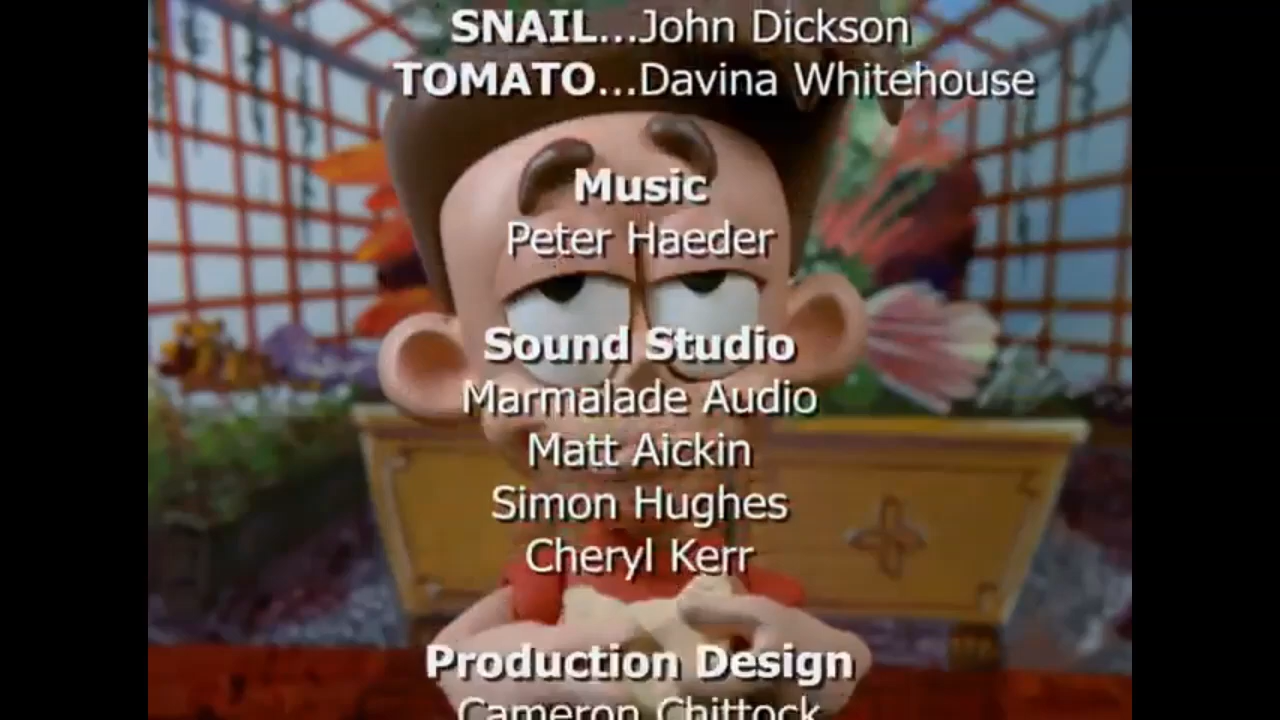 SNAIL...John Dickson
TOMATO...Davina Whitehouse
Music
Peter Haeder
Sound Studio
Marmalade Audio
Matt Aickin
Simon Hughes
Cheryl Kerr
Production Design
Cameron Chittock